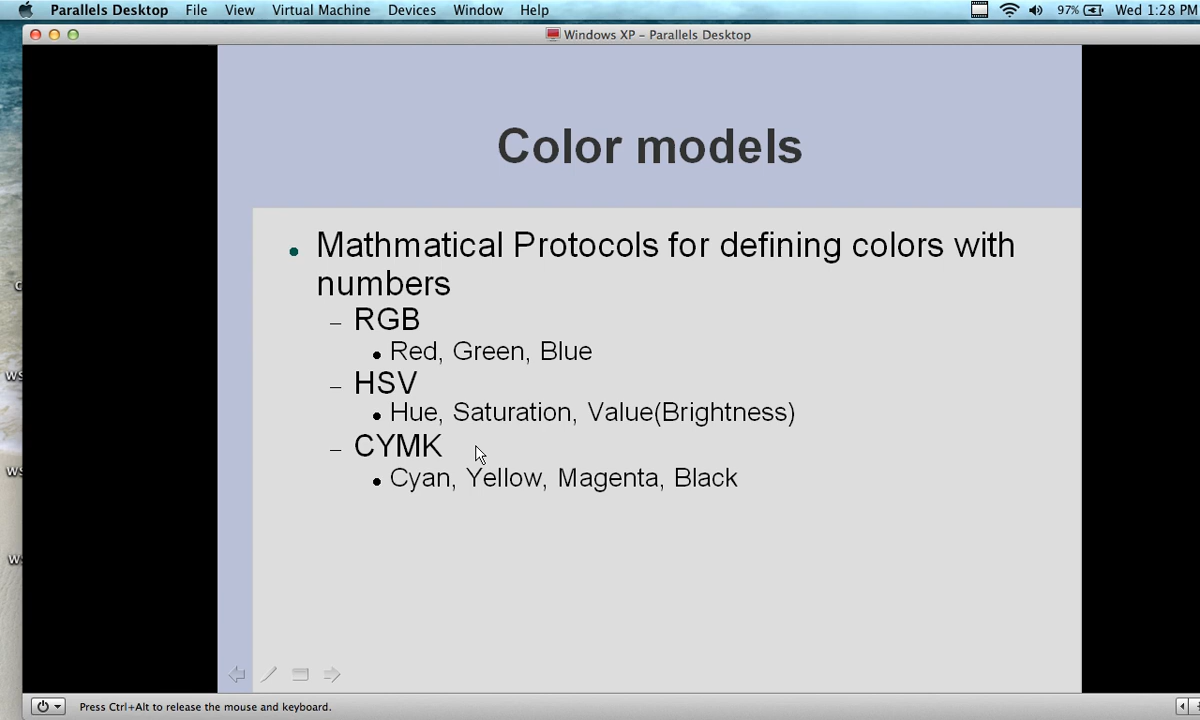 Parallels Desktop File View Virtual Machine Devices Window Help 97% Wed 1:28 PM
Windows XP - Parallels Desktop
Color models
• Mathmatical Protocols for defining colors with
numbers
– RGB
• Red, Green, Blue
– HSV
• Hue, Saturation, Value(Brightness)
– CYMK
• Cyan, Yellow, Magenta, Black
Press Ctrl+Alt to release the mouse and keyboard.